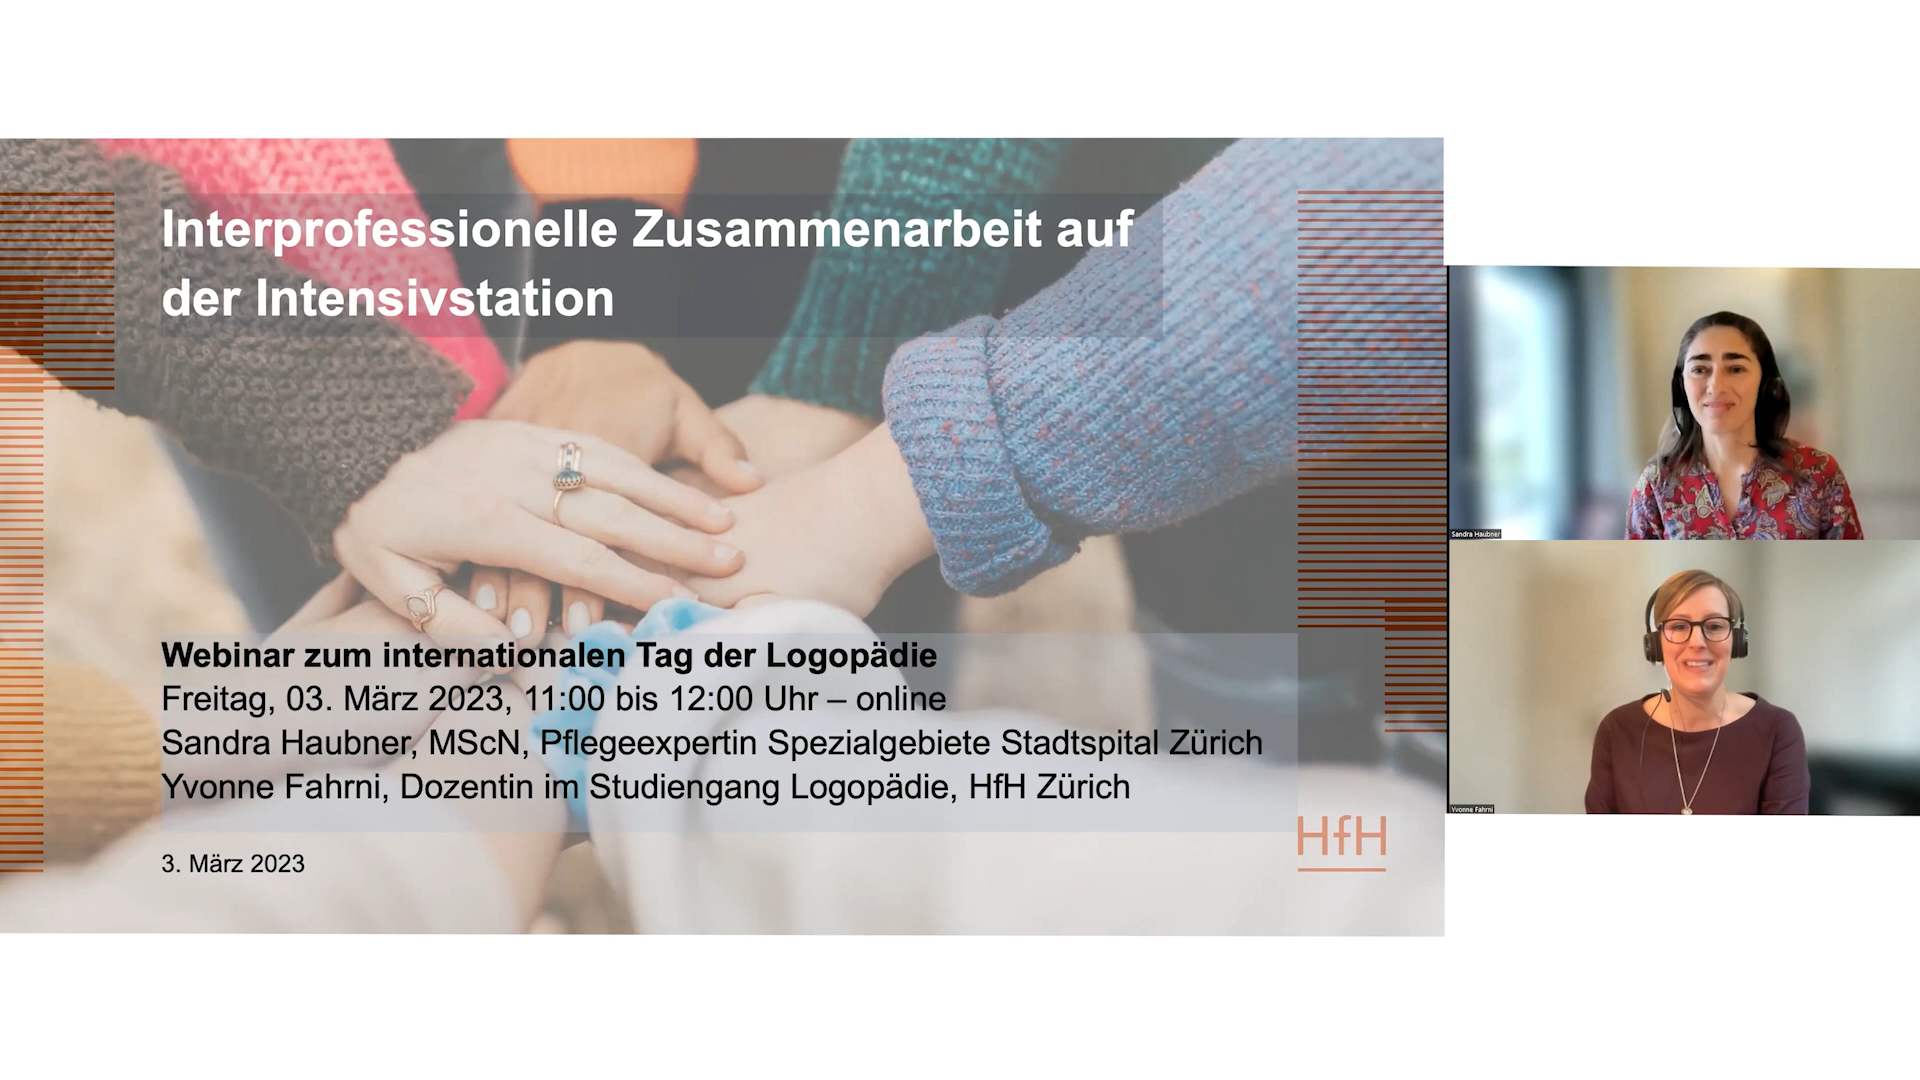 Interprofessionelle Zusammenarbeit auf
der Intensivstation
Webinar zum internationalen Tag der Logopädie
Freitag, 03. März 2023, 11:00 bis 12:00 Uhr – online
Sandra Haubner, MScN, Pflegeexpertin Spezialgebiete Stadtspital Zürich
Yvonne Fahrni, Dozentin im Studiengang Logopädie, HfH Zürich
3. März 2023
HfH
Sandra Haubner
Yvonne Fahrni